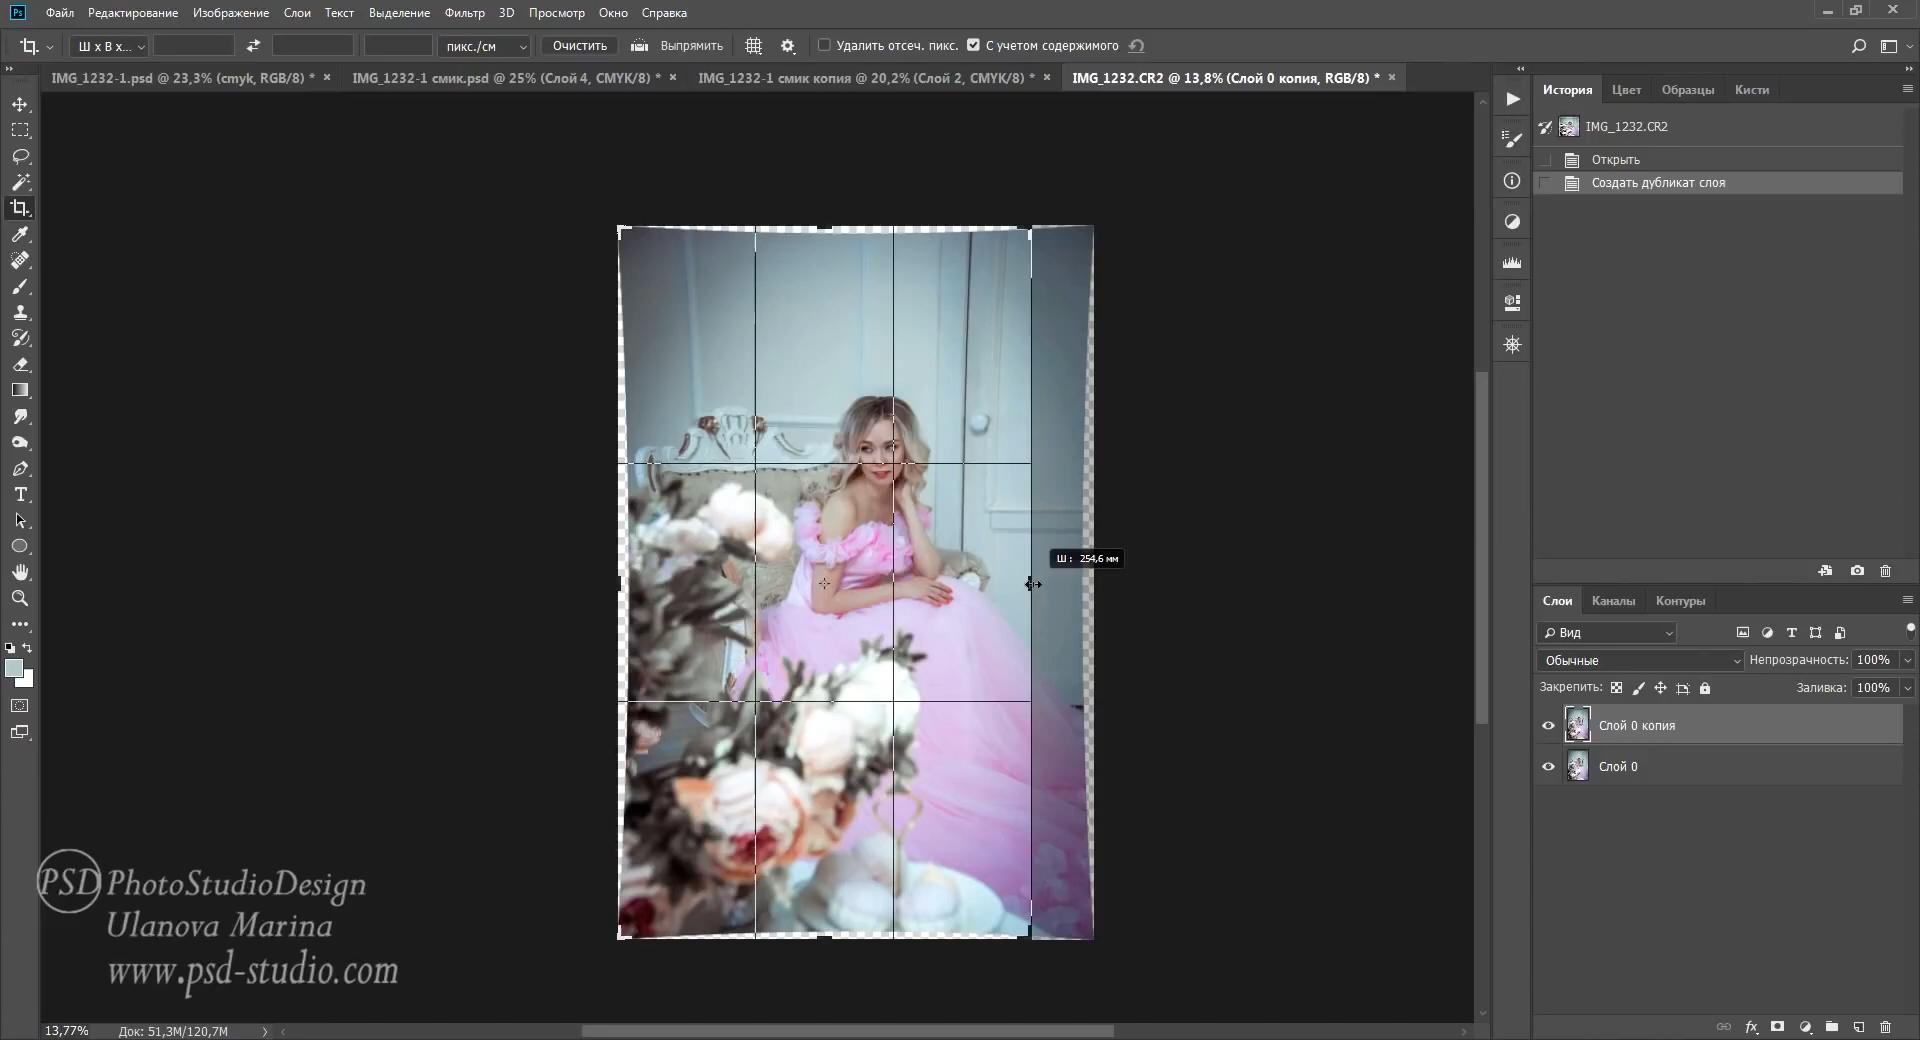 Ps Файл Редактирование Изображение Слои Текст Выделение Фильтр 3D Просмотр Окно Справка
Ш x В x... пикс./см Очистить Выпрямить Удалить отсеч. пикс. С учетом содержимого
IMG_1232-1.psd @ 23,3% (cmyk, RGB/8) * × IMG_1232-1 смик.psd @ 25% (Слой 4, CMYK/8) * × IMG_1232-1 смик копия @ 20,2% (Слой 2, CMYK/8) * × IMG_1232.CR2 @ 13,8% (Слой 0 копия, RGB/8) * ×
История Цвет Образцы Кисти
IMG_1232.CR2
Открыть
Создать дубликат слоя
Ш : 254,6 мм
Слои Каналы Контуры
Вид
Обычные Непрозрачность: 100%
Закрепить: Заливка: 100%
Слой 0 копия
Слой 0
PSD PhotoStudioDesign
Ulanova Marina
www.psd-studio.com
13,77% Док: 51,3M/120,7M
fx